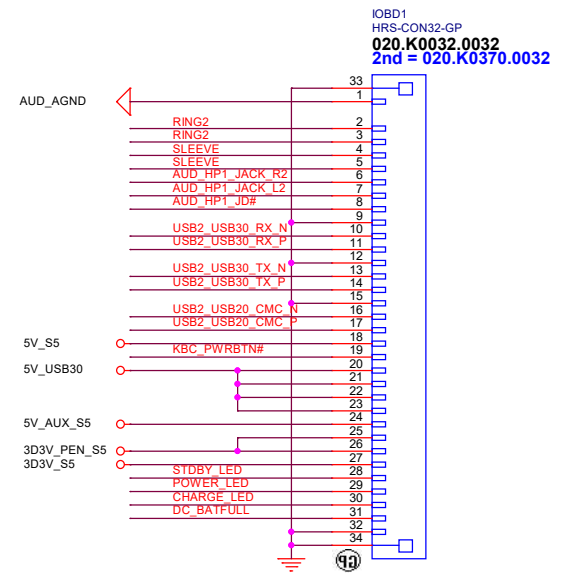 IOBD1
HRS-CON32-GP
020.K0032.0032
2nd = 020.K0370.0032
33
AUD_AGND 1
RING2 2
RING2 3
SLEEVE 4
SLEEVE 5
AUD_HP1_JACK_R2 6
AUD_HP1_JACK_L2 7
AUD_HP1_JD# 8
9
USB2_USB30_RX_N 10
USB2_USB30_RX_P 11
12
USB2_USB30_TX_N 13
USB2_USB30_TX_P 14
15
USB2_USB20_CMC_N 16
USB2_USB20_CMC_P 17
5V_S5 18
KBC_PWRBTN# 19
5V_USB30 20
21
22
23
5V_AUX_S5 24
25
3D3V_PEN_S5 26
3D3V_S5 27
STDBY_LED 28
POWER_LED 29
CHARGE_LED 30
DC_BATFULL 31
32
34
GP